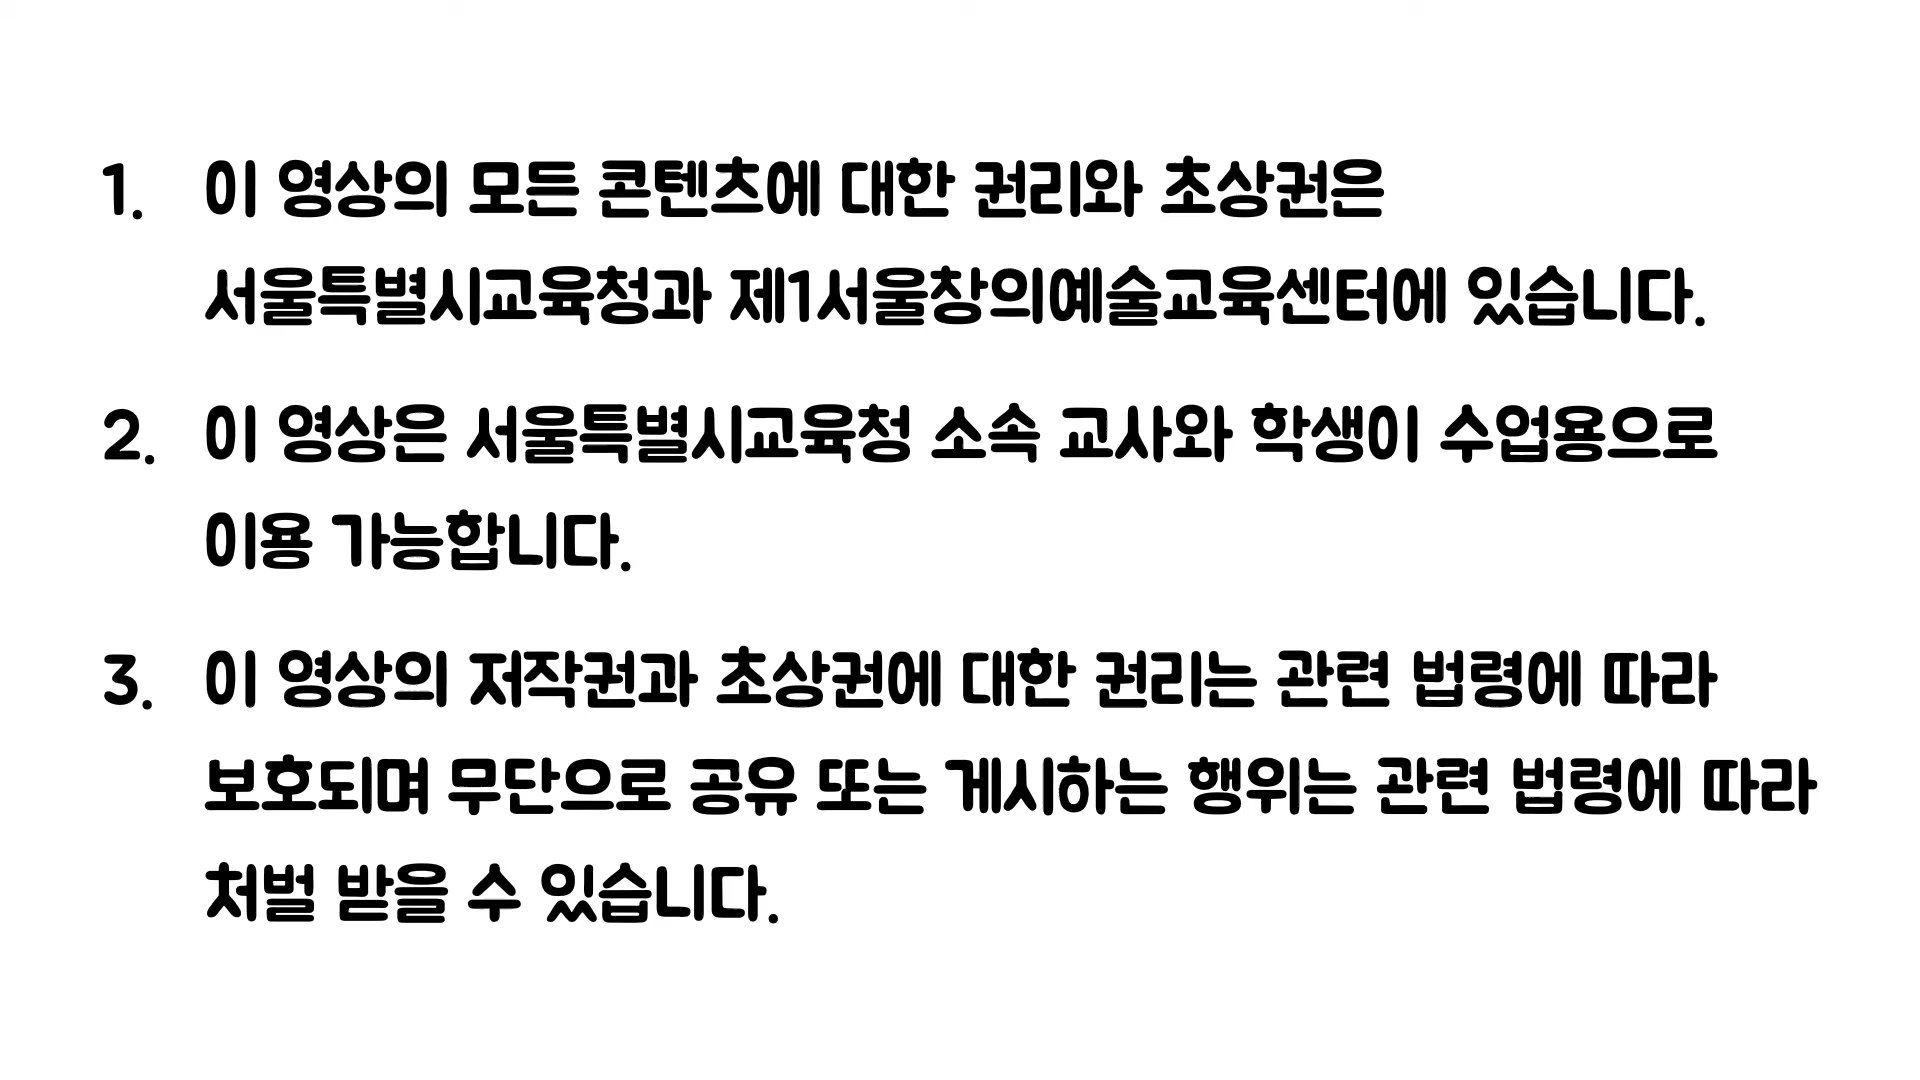 1. 이 영상의 모든 콘텐츠에 대한 권리와 초상권은
서울특별시교육청과 제1서울창의예술교육센터에 있습니다.
2. 이 영상은 서울특별시교육청 소속 교사와 학생이 수업용으로
이용 가능합니다.
3. 이 영상의 저작권과 초상권에 대한 권리는 관련 법령에 따라
보호되며 무단으로 공유 또는 게시하는 행위는 관련 법령에 따라
처벌 받을 수 있습니다.